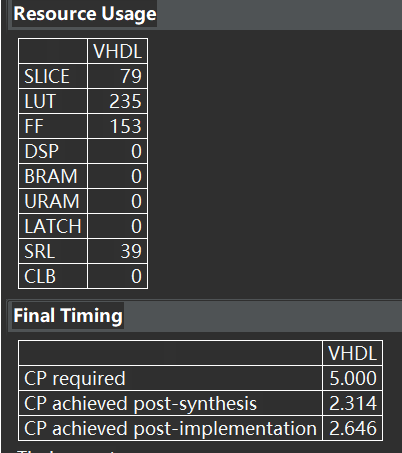 Resource Usage
VHDL
SLICE 79
LUT 235
FF 153
DSP 0
BRAM 0
URAM 0
LATCH 0
SRL 39
CLB 0
Final Timing
VHDL
CP required 5.000
CP achieved post-synthesis 2.314
CP achieved post-implementation 2.646